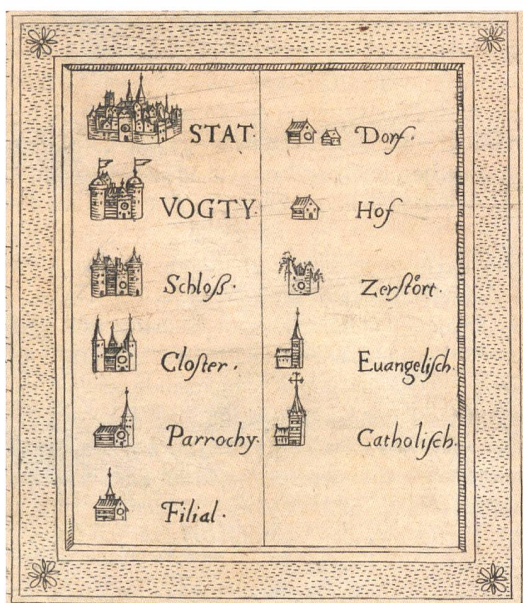 STAT.
VOGTY.
Schloß.
Closter.
Parrochy.
Filial.
Dorf.
Hof
Zerstört.
Euangelisch.
Catholisch.